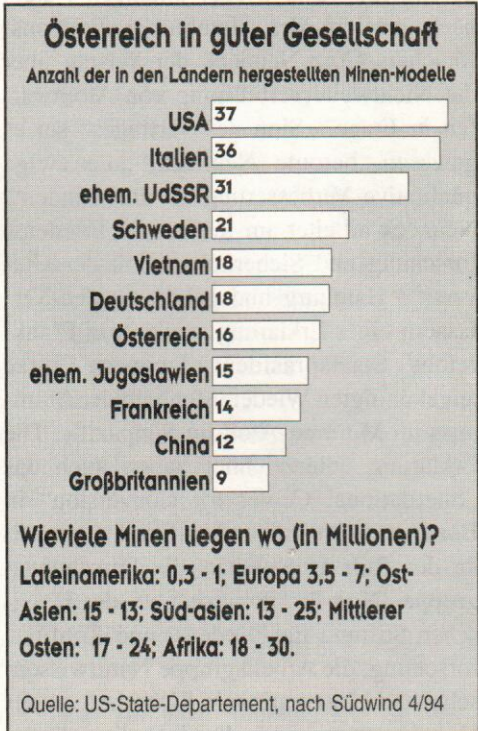 Österreich in guter Gesellschaft
Anzahl der in den Ländern hergestellten Minen-Modelle
USA 37
Italien 36
ehem. UdSSR 31
Schweden 21
Vietnam 18
Deutschland 18
Österreich 16
ehem. Jugoslawien 15
Frankreich 14
China 12
Großbritannien 9
Wieviele Minen liegen wo (in Millionen)?
Lateinamerika: 0,3 - 1; Europa 3,5 - 7; Ost-
Asien: 15 - 13; Süd-asien: 13 - 25; Mittlerer
Osten: 17 - 24; Afrika: 18 - 30.
Quelle: US-State-Departement, nach Südwind 4/94